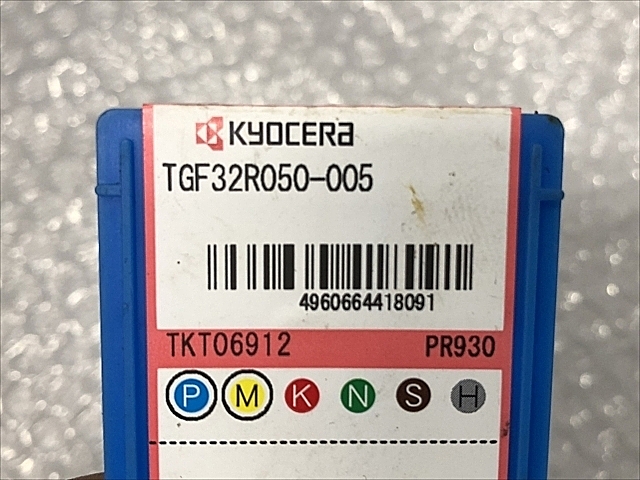 KYOCERA
TGF32R050-005
4960664418091
TKT06912 PR930
P M K N S H